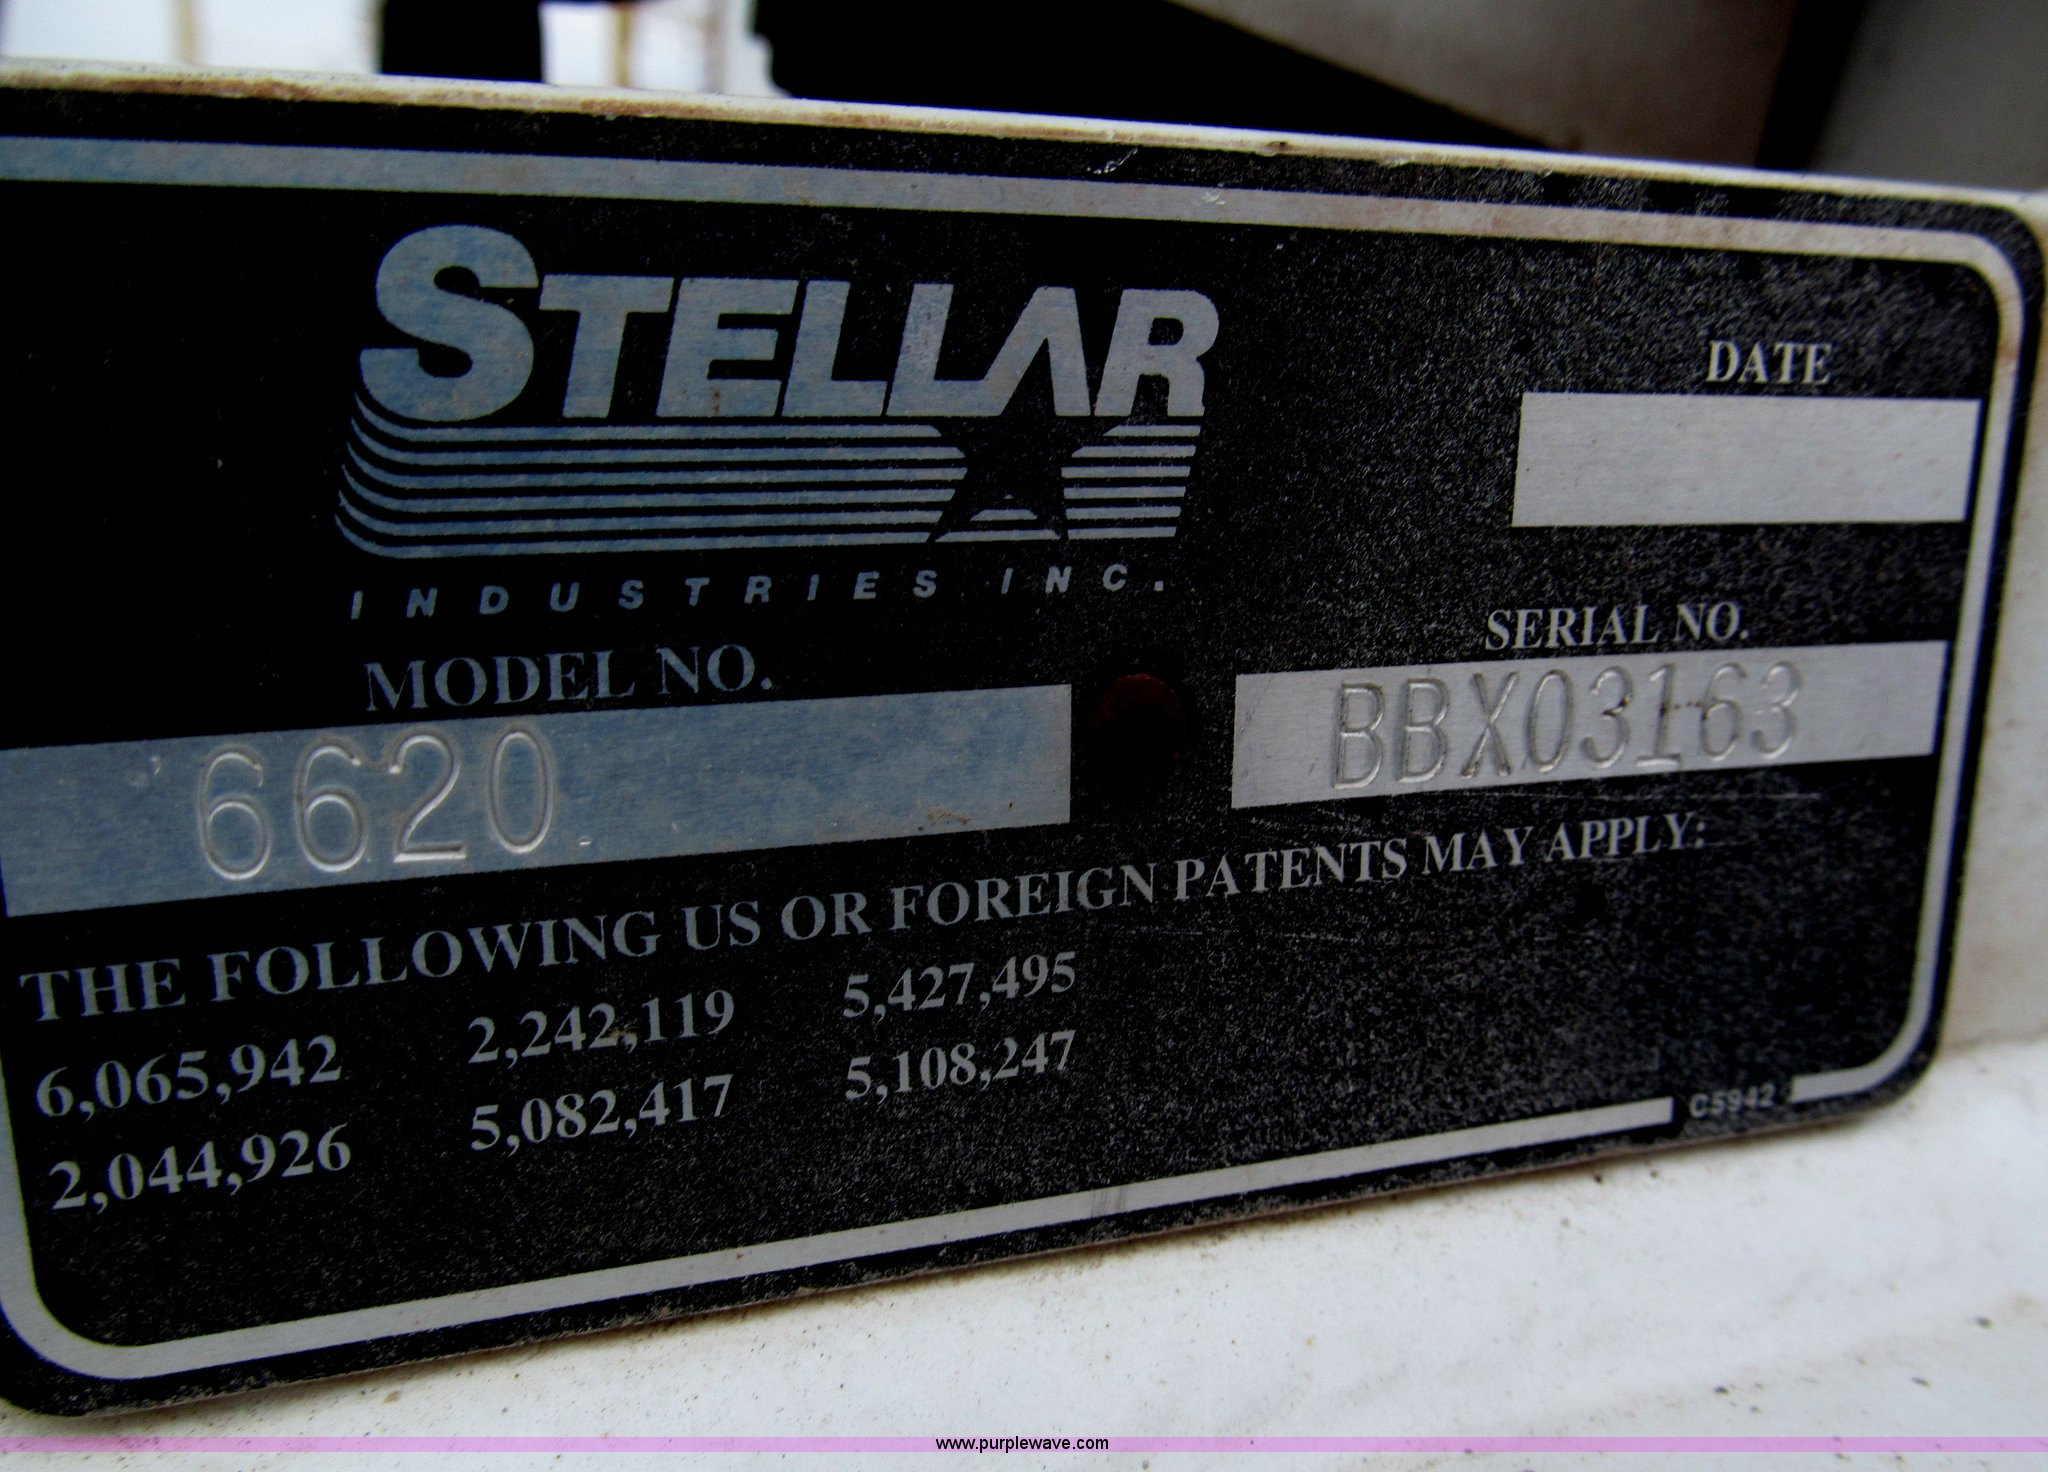 STELLAR
INDUSTRIES INC.
DATE
MODEL NO.
6620
SERIAL NO.
BBX03163
THE FOLLOWING US OR FOREIGN PATENTS MAY APPLY:
6,065,942 2,242,119 5,427,495
2,044,926 5,082,417 5,108,247
C5942
www.purplewave.com